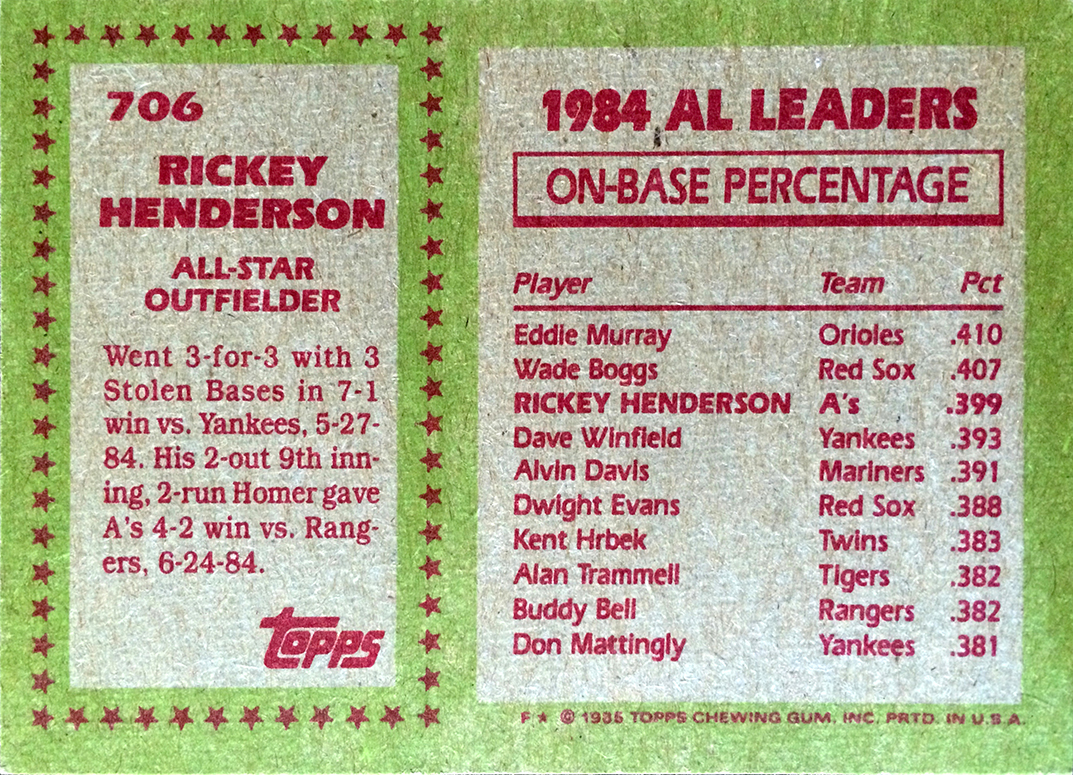 706
RICKEY
HENDERSON
ALL-STAR
OUTFIELDER
Went 3-for-3 with 3
Stolen Bases in 7-1
win vs. Yankees, 5-27-
84. His 2-out 9th inn-
ing, 2-run Homer gave
A's 4-2 win vs. Rang-
ers, 6-24-84.
topps
1984 AL LEADERS
ON-BASE PERCENTAGE
Player Team Pct
Eddie Murray Orioles .410
Wade Boggs Red Sox .407
RICKEY HENDERSON A's .399
Dave Winfield Yankees .393
Alvin Davis Mariners .391
Dwight Evans Red Sox .388
Kent Hrbek Twins .383
Alan Trammell Tigers .382
Buddy Bell Rangers .382
Don Mattingly Yankees .381
F★ © 1985 TOPPS CHEWING GUM, INC. PRTD. IN U.S.A.